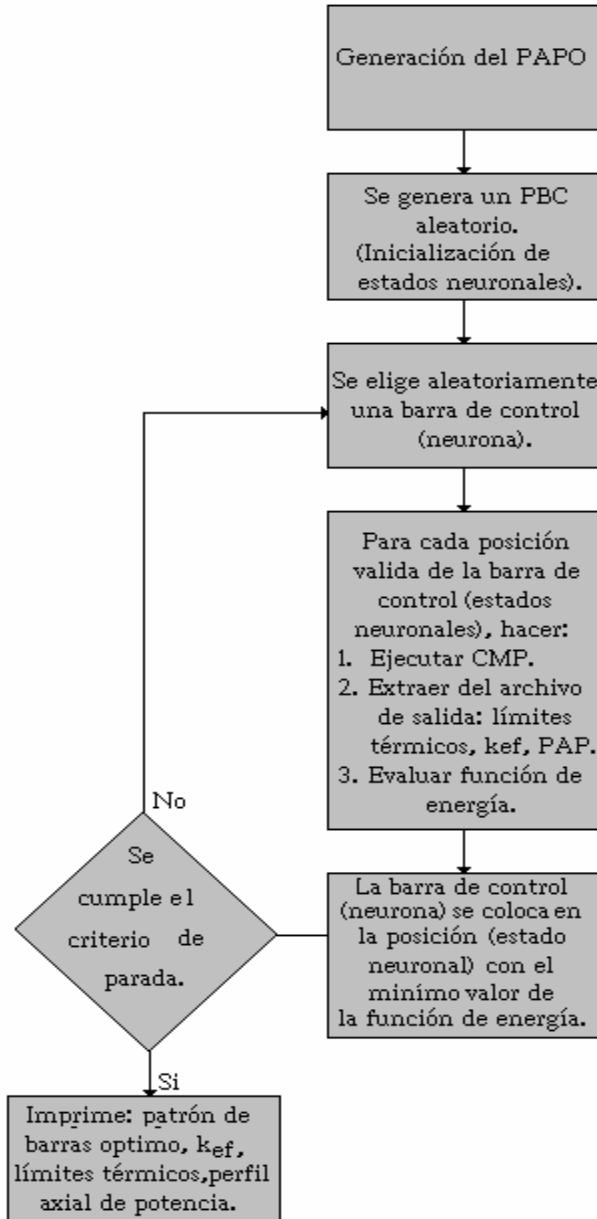 Generación del PAPO
Se genera un PBC
aleatorio.
(Inicialización de
estados neuronales).
Se elige aleatoriamente
una barra de control
(neurona).
Para cada posición
valida de la barra de
control (estados
neuronales), hacer:
1. Ejecutar CMP.
2. Extraer del archivo
de salida: límites
térmicos, kef, PAP.
3. Evaluar función de
energía.
La barra de control
(neurona) se coloca en
la posición (estado
neuronal) con el
minimo valor de
la función de energía.
No
Se
cumple el
criterio de
parada.
Si
Imprime: patrón de
barras optimo, kef,
límites térmicos,perfil
axial de potencia.